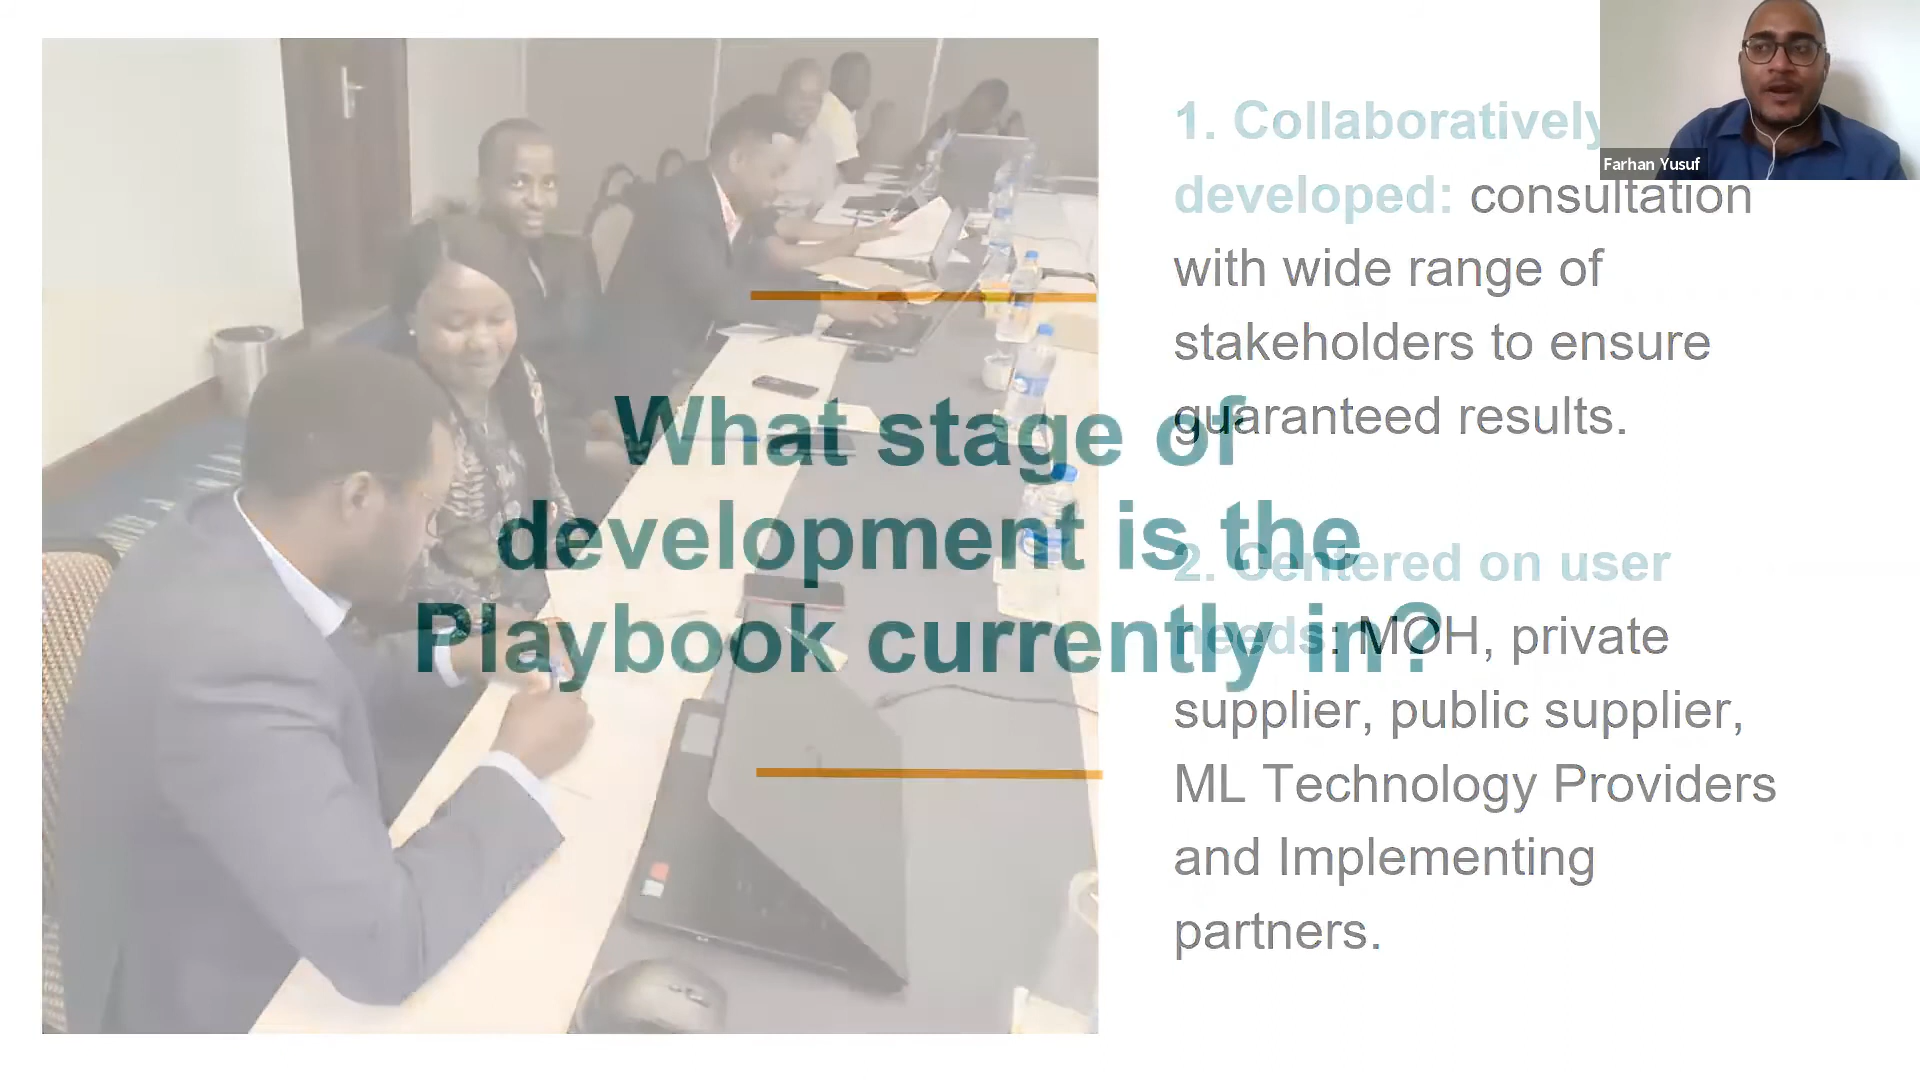 Farhan Yusuf
What stage of
development is the
Playbook currently in?
1. Collaboratively
developed: consultation
with wide range of
stakeholders to ensure
guaranteed results.
2. Centered on user
needs: MOH, private
supplier, public supplier,
ML Technology Providers
and Implementing
partners.